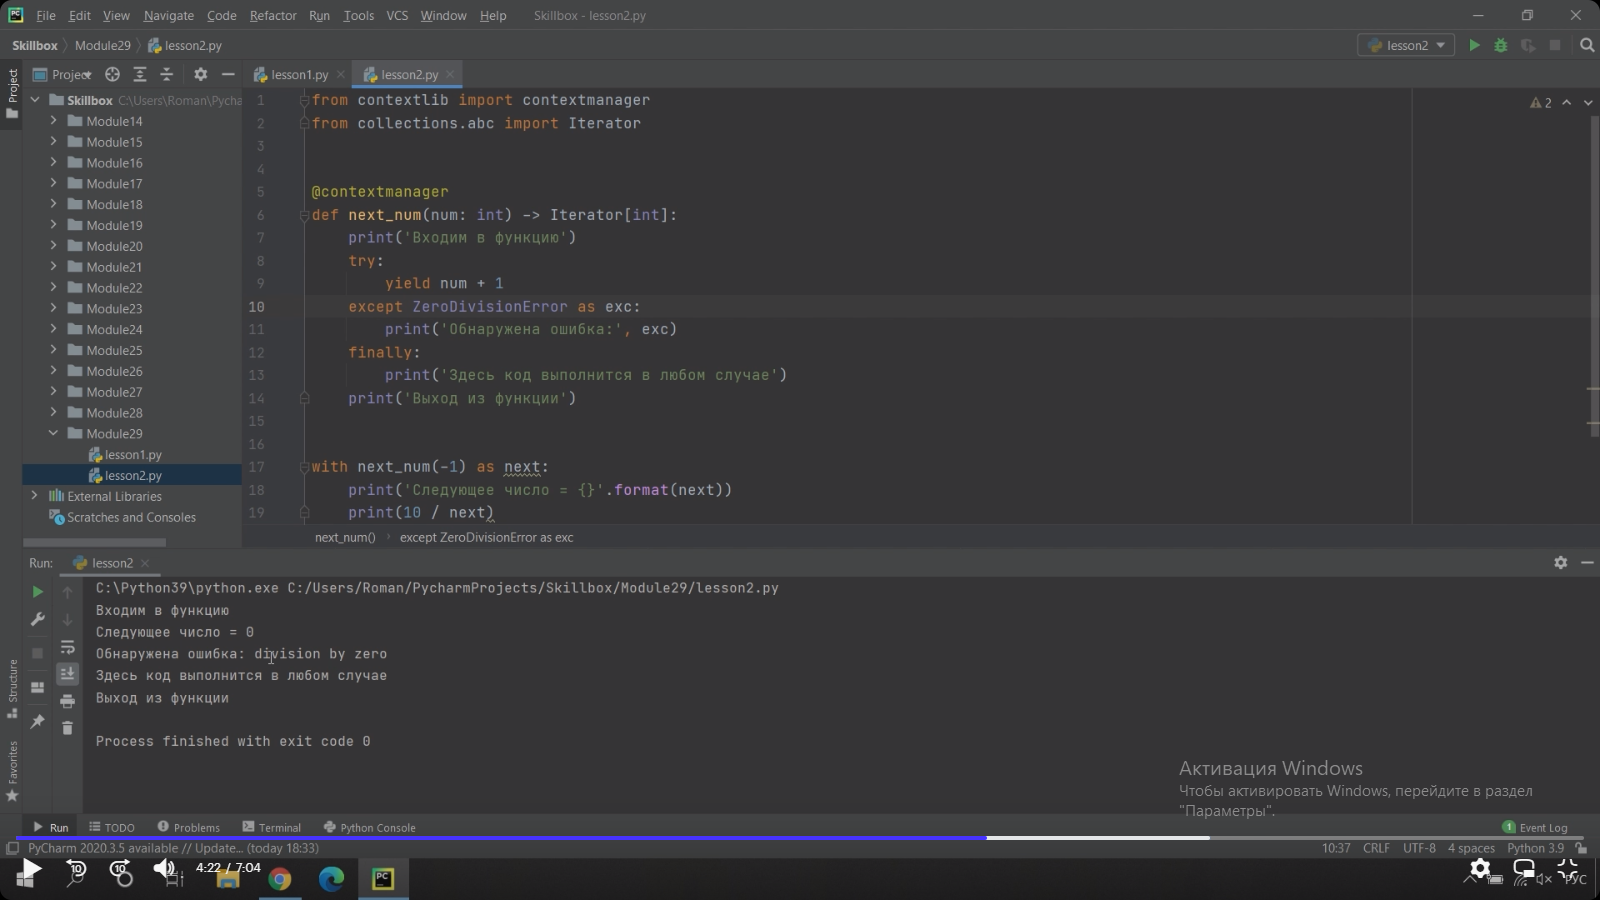 File Edit View Navigate Code Refactor Run Tools VCS Window Help Skillbox - lesson2.py
Skillbox Module29 lesson2.py lesson2
Project lesson1.py lesson2.py
Project
Skillbox C:\Users\Roman\Pycha
Module14
Module15
Module16
Module17
Module18
Module19
Module20
Module21
Module22
Module23
Module24
Module25
Module26
Module27
Module28
Module29
lesson1.py
lesson2.py
External Libraries
Scratches and Consoles
2
1 from contextlib import contextmanager
2 from collections.abc import Iterator
3
4
5 @contextmanager
6 def next_num(num: int) -> Iterator[int]:
7 print('Входим в функцию')
8 try:
9 yield num + 1
10 except ZeroDivisionError as exc:
11 print('Обнаружена ошибка:', exc)
12 finally:
13 print('Здесь код выполнится в любом случае')
14 print('Выход из функции')
15
16
17 with next_num(-1) as next:
18 print('Следующее число = {}'.format(next))
19 print(10 / next)
next_num() except ZeroDivisionError as exc
Run: lesson2
C:\Python39\python.exe C:/Users/Roman/PycharmProjects/Skillbox/Module29/lesson2.py
Входим в функцию
Следующее число = 0
Обнаружена ошибка: division by zero
Здесь код выполнится в любом случае
Выход из функции
Process finished with exit code 0
Structure
Favorites
Активация Windows
Чтобы активировать Windows, перейдите в раздел
"Параметры".
Run TODO Problems Terminal Python Console 1 Event Log
PyCharm 2020.3.5 available // Update... (today 18:33) 10:37 CRLF UTF-8 4 spaces Python 3.9
10 10 4:22 / 7:04 РУС